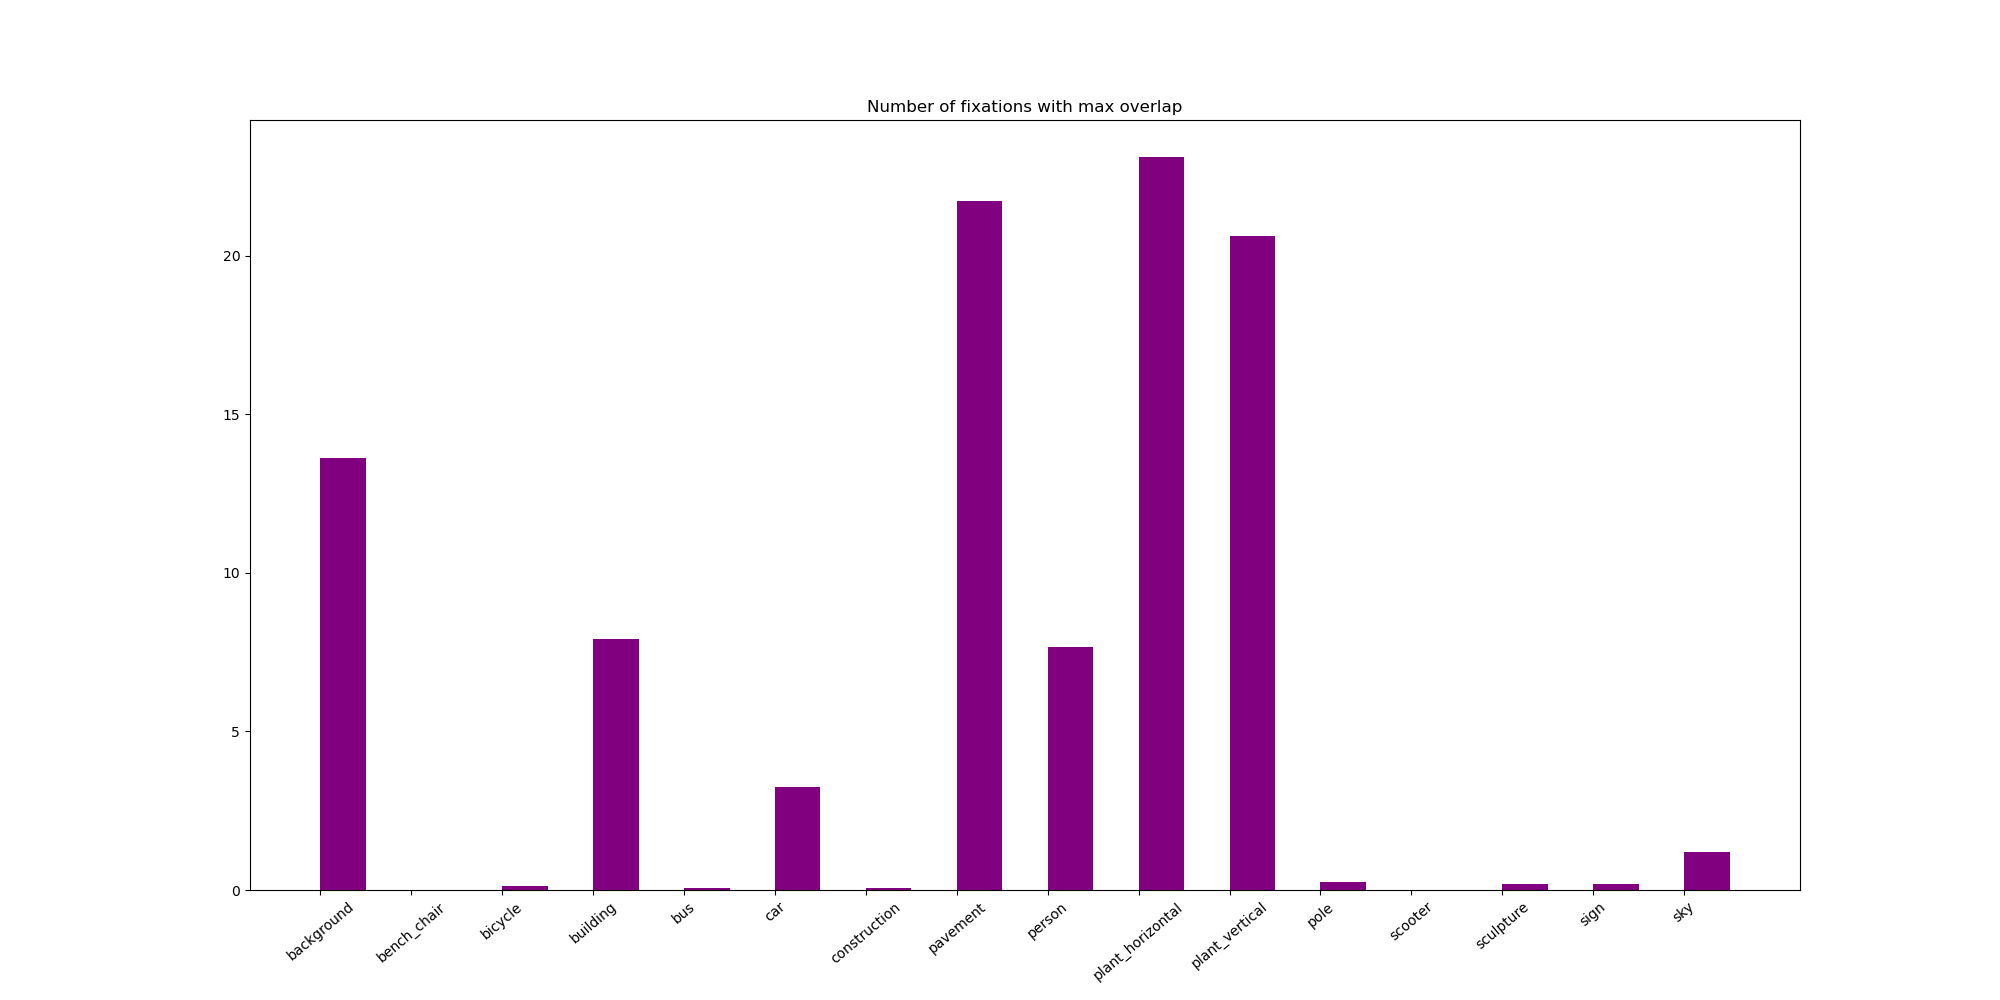 Number of fixations with max overlap
20
15
10
5
0
background
bench_chair
bicycle
building
bus
car
construction
pavement
person
plant_horizontal
plant_vertical
pole
scooter
sculpture
sign
sky